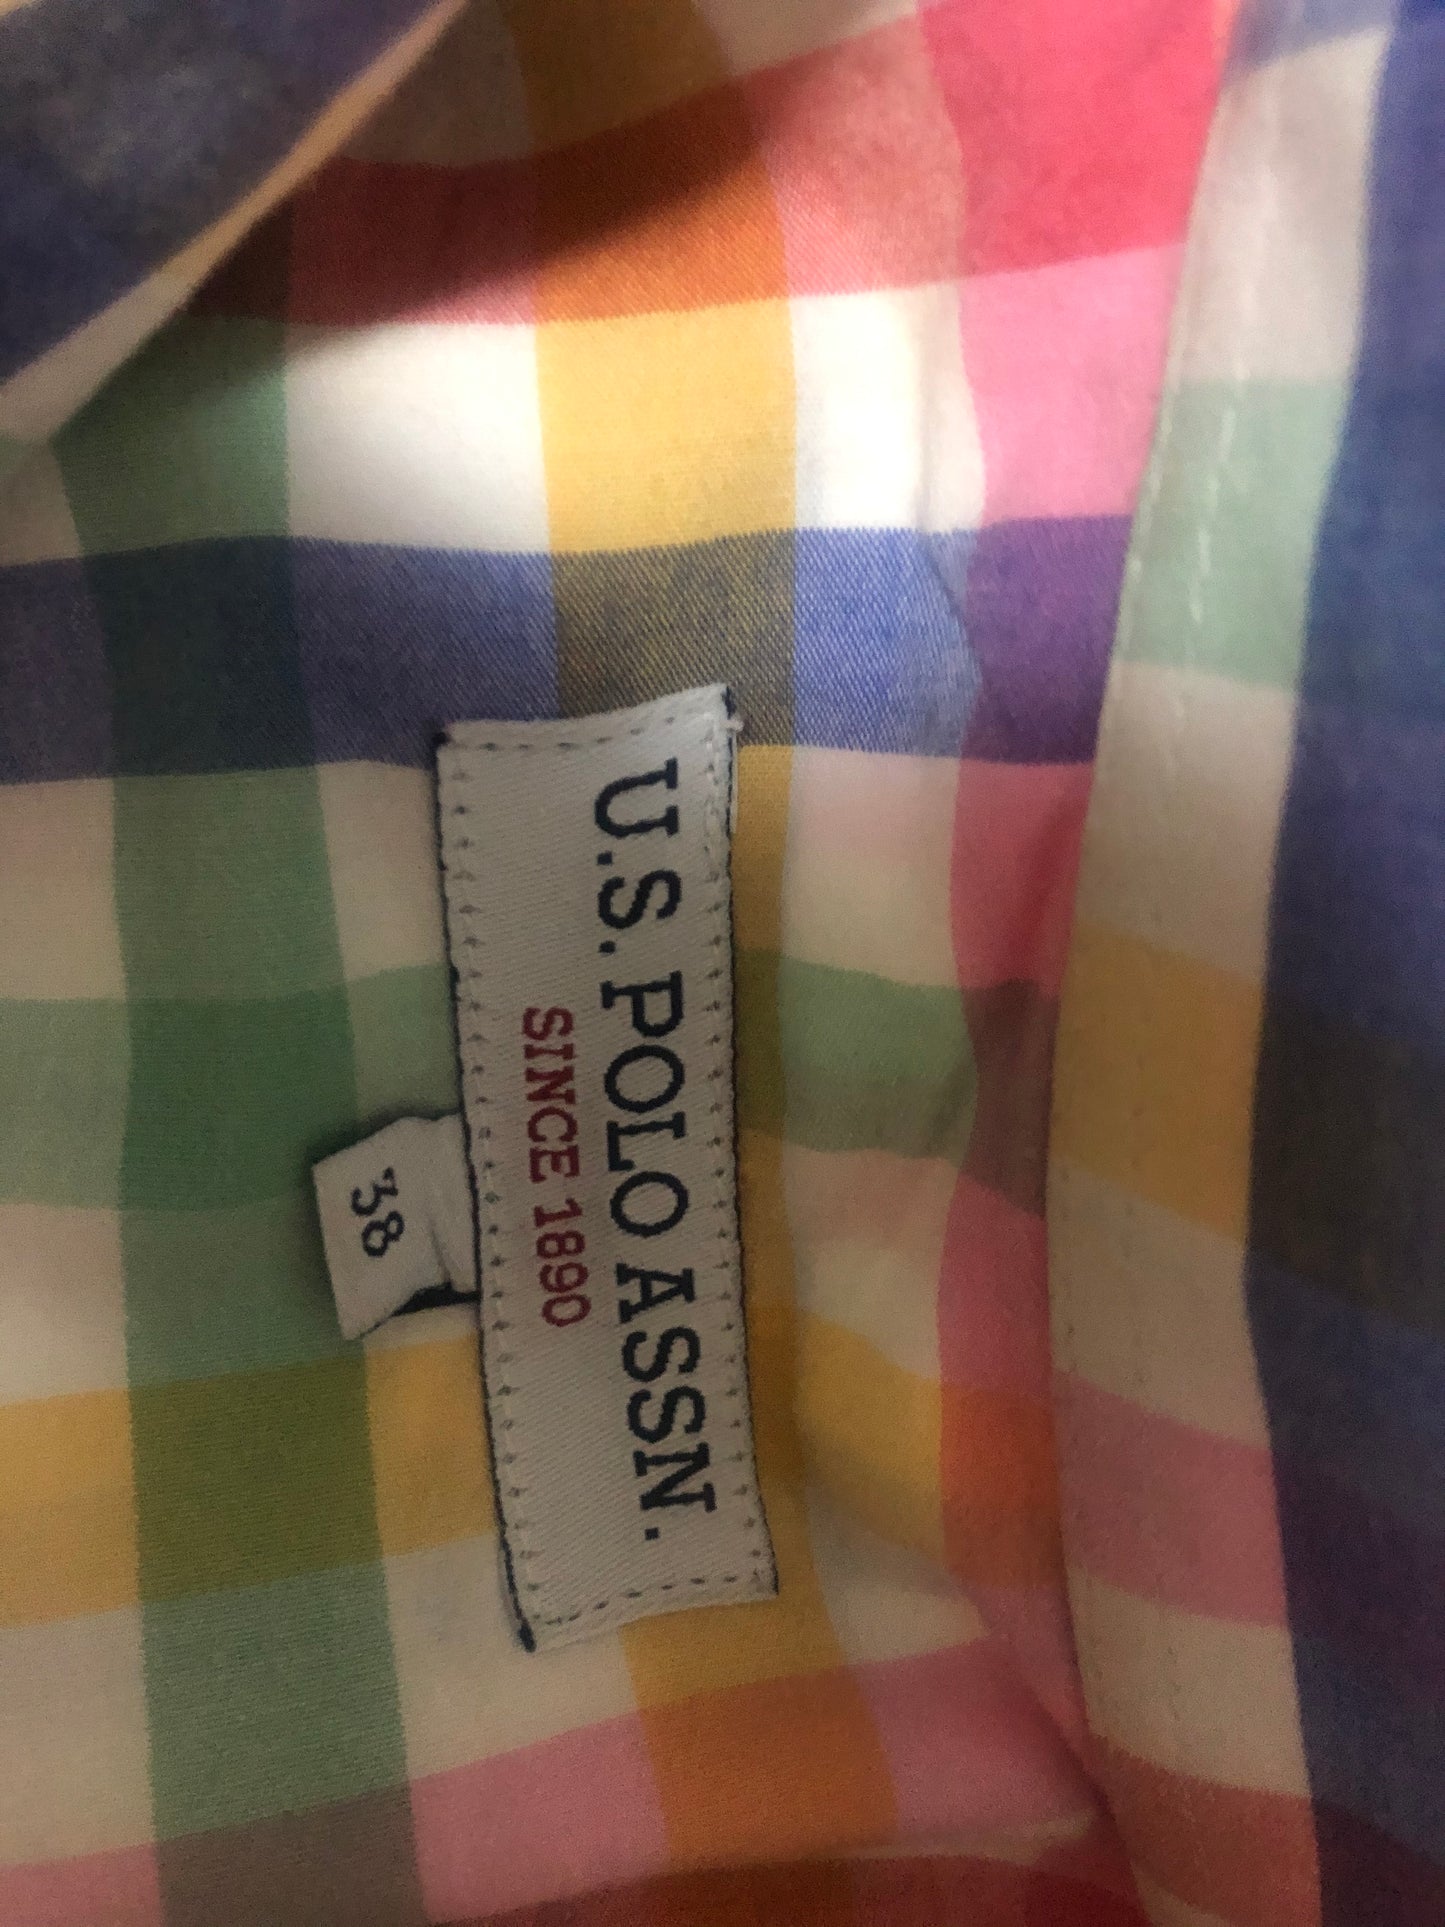 U.S. POLO ASSN.
SINCE 1890
38